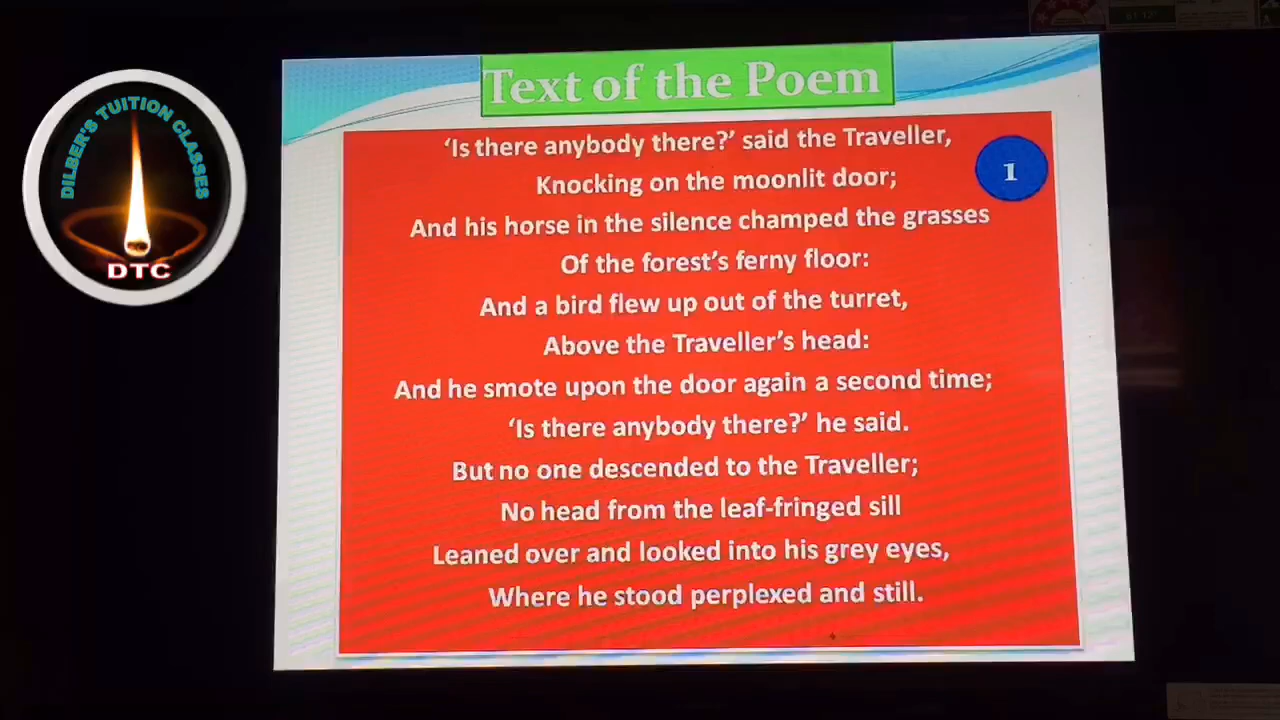 DILBER'S TUITION CLASSES
DTC
Text of the Poem
1
‘Is there anybody there?’ said the Traveller,
Knocking on the moonlit door;
And his horse in the silence champed the grasses
Of the forest’s ferny floor:
And a bird flew up out of the turret,
Above the Traveller’s head:
And he smote upon the door again a second time;
‘Is there anybody there?’ he said.
But no one descended to the Traveller;
No head from the leaf-fringed sill
Leaned over and looked into his grey eyes,
Where he stood perplexed and still.